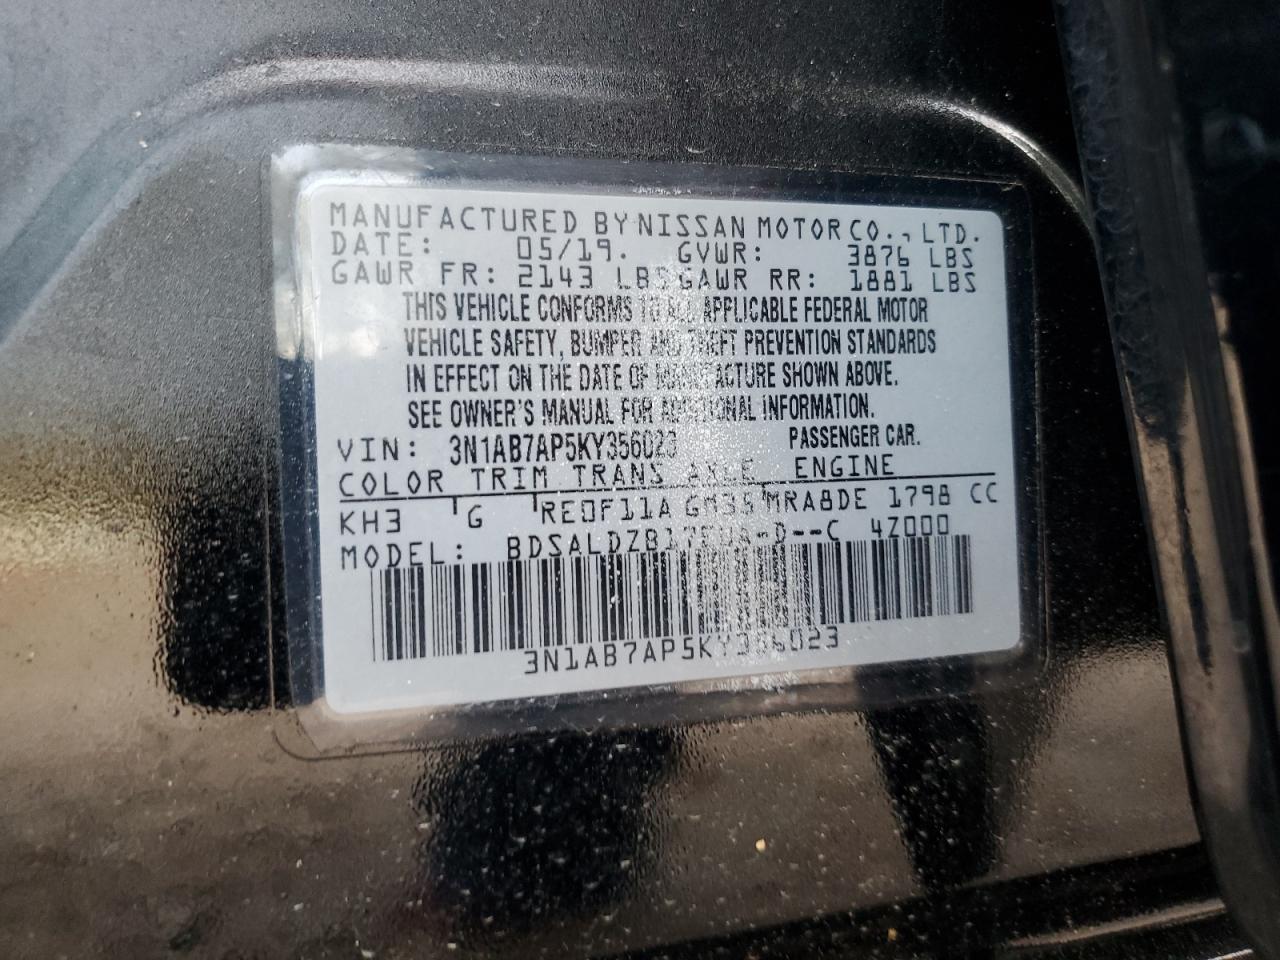 MANUFACTURED BY NISSAN MOTOR CO., LTD.
DATE: 05/19. GVWR: 3876 LBS
GAWR FR: 2143 LBS GAWR RR: 1881 LBS
THIS VEHICLE CONFORMS TO ALL APPLICABLE FEDERAL MOTOR
VEHICLE SAFETY, BUMPER AND THEFT PREVENTION STANDARDS
IN EFFECT ON THE DATE OF MANUFACTURE SHOWN ABOVE.
SEE OWNER'S MANUAL FOR ADDITIONAL INFORMATION.
VIN: 3N1AB7AP5KY356023 PASSENGER CAR.
COLOR TRIM TRANS AXLE ENGINE
KH3 G RE0F11A GM35 MRA8DE 1798 CC
MODEL: D--C 4Z000
3N1AB7AP5KY356023